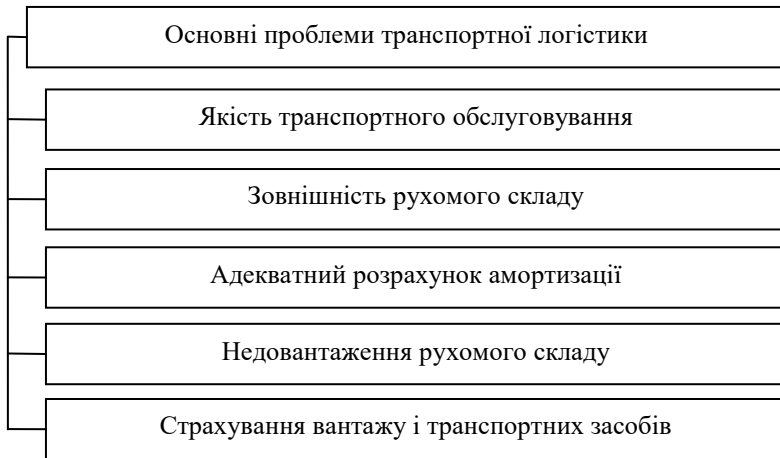 Основні проблеми транспортної логістики
Якість транспортного обслуговування
Зовнішність рухомого складу
Адекватний розрахунок амортизації
Недовантаження рухомого складу
Страхування вантажу і транспортних засобів